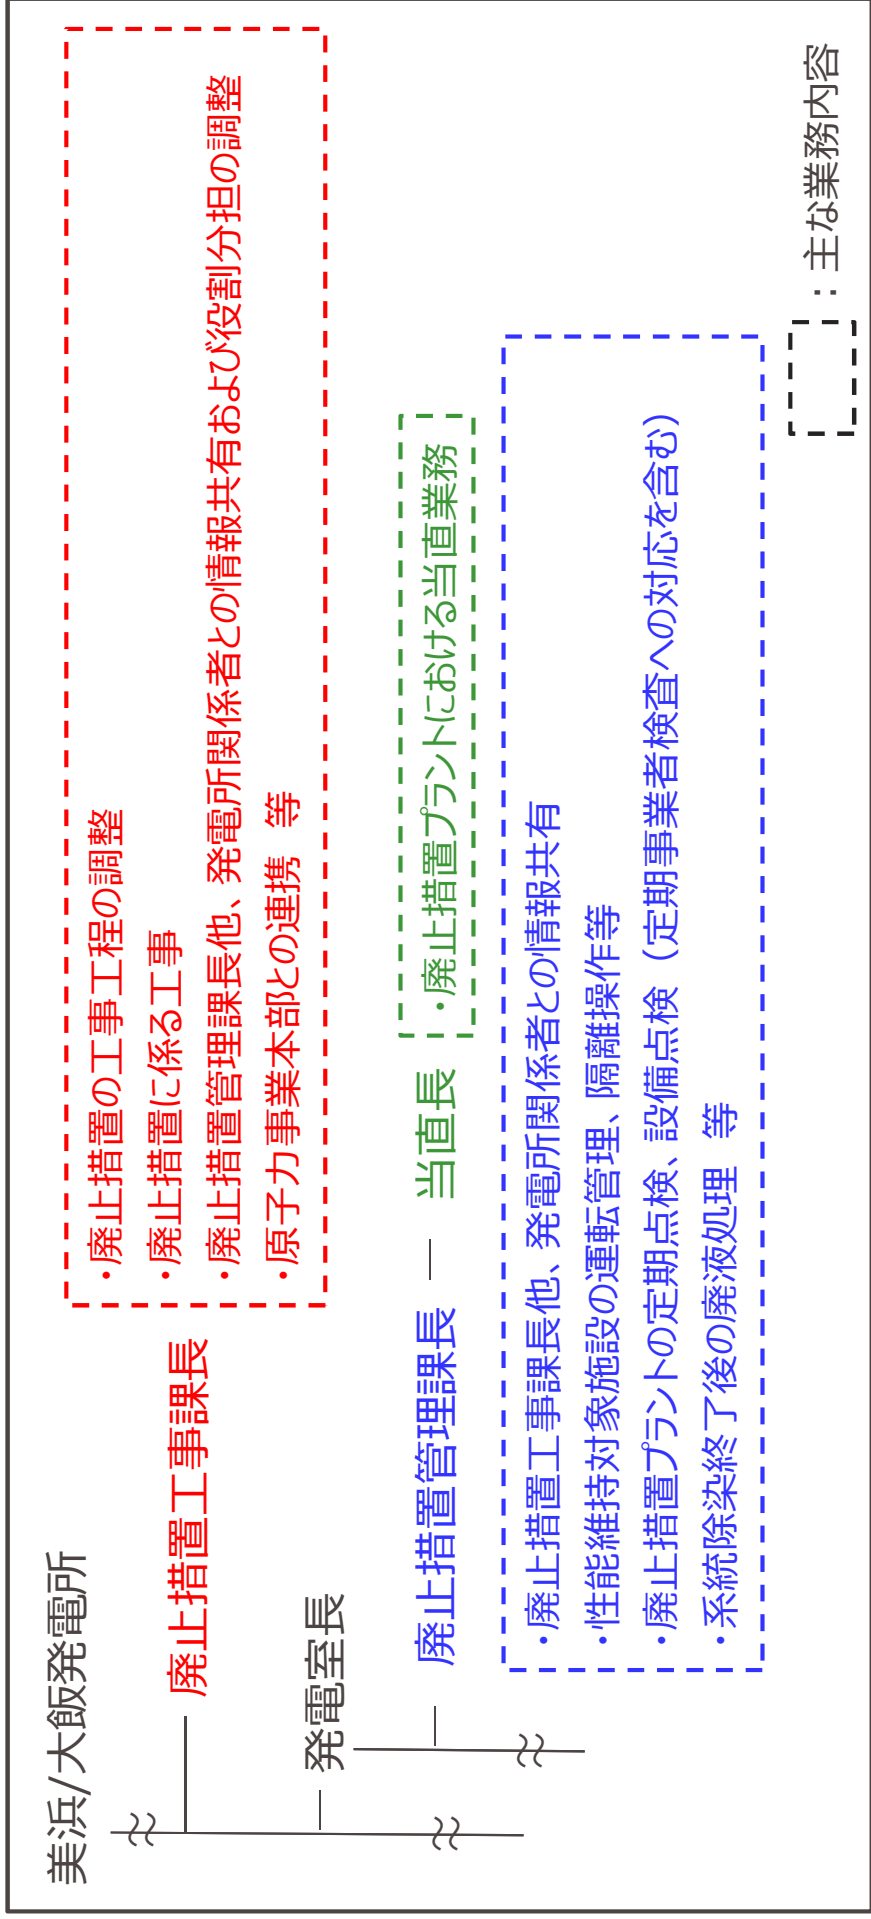 美浜/大飯発電所
廃止措置工事課長
・廃止措置の工事工程の調整
・廃止措置に係る工事
・廃止措置管理課長他、発電所関係者との情報共有および役割分担の調整
・原子力事業本部との連携 等
発電室長
廃止措置管理課長
当直長
・廃止措置プラントにおける当直業務
・廃止措置工事課長他、発電所関係者との情報共有
・性能維持対象施設の運転管理、隔離操作等
・廃止措置プラントの定期点検、設備点検（定期事業者検査への対応を含む）
・系統除染終了後の廃液処理 等
：主な業務内容